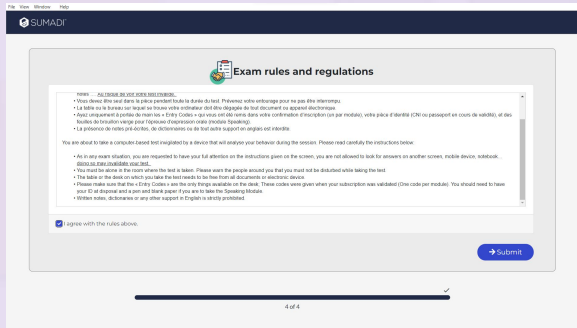 File View Window Help
SUMADI
Exam rules and regulations
notes … Au risque de voir votre test invalidé.
• Vous devez être seul dans la pièce pendant toute la durée du test. Prévenez votre entourage pour ne pas être interrompu.
• La table ou le bureau sur lequel se trouve votre ordinateur doit être dégagée de tout document ou appareil électronique.
• Ayez uniquement à portée de main les « Entry Codes » qui vous ont été remis dans votre confirmation d'inscription (un par module), votre pièce d'identité (CNI ou passeport en cours de validité), et des
feuilles de brouillon vierge pour l'épreuve d'expression orale (module Speaking).
• La présence de notes pré-écrites, de dictionnaires ou de tout autre support en anglais est interdite.
You are about to take a computer-based test invigilated by a device that will analyse your behavior during the session. Please read carefully the instructions below:
• As in any exam situation, you are requested to have your full attention on the instructions given on the screen, you are not allowed to look for answers on another screen, mobile device, notebook…
doing so may invalidate your test.
• You must be alone in the room where the test is taken. Please warn the people around you that you must not be disturbed while taking the test
• The table or the desk on which you take the test needs to be free from all documents or electronic device.
• Please make sure that the « Entry Codes » are the only things available on the desk; These codes were given when your subscription was validated (One code per module). You should need to have
your ID at disposal and a pen and blank paper if you are to take the Speaking Module.
• Written notes, dictionaries or any other support in English is strictly prohibited.
I agree with the rules above.
→ Submit
4 of 4